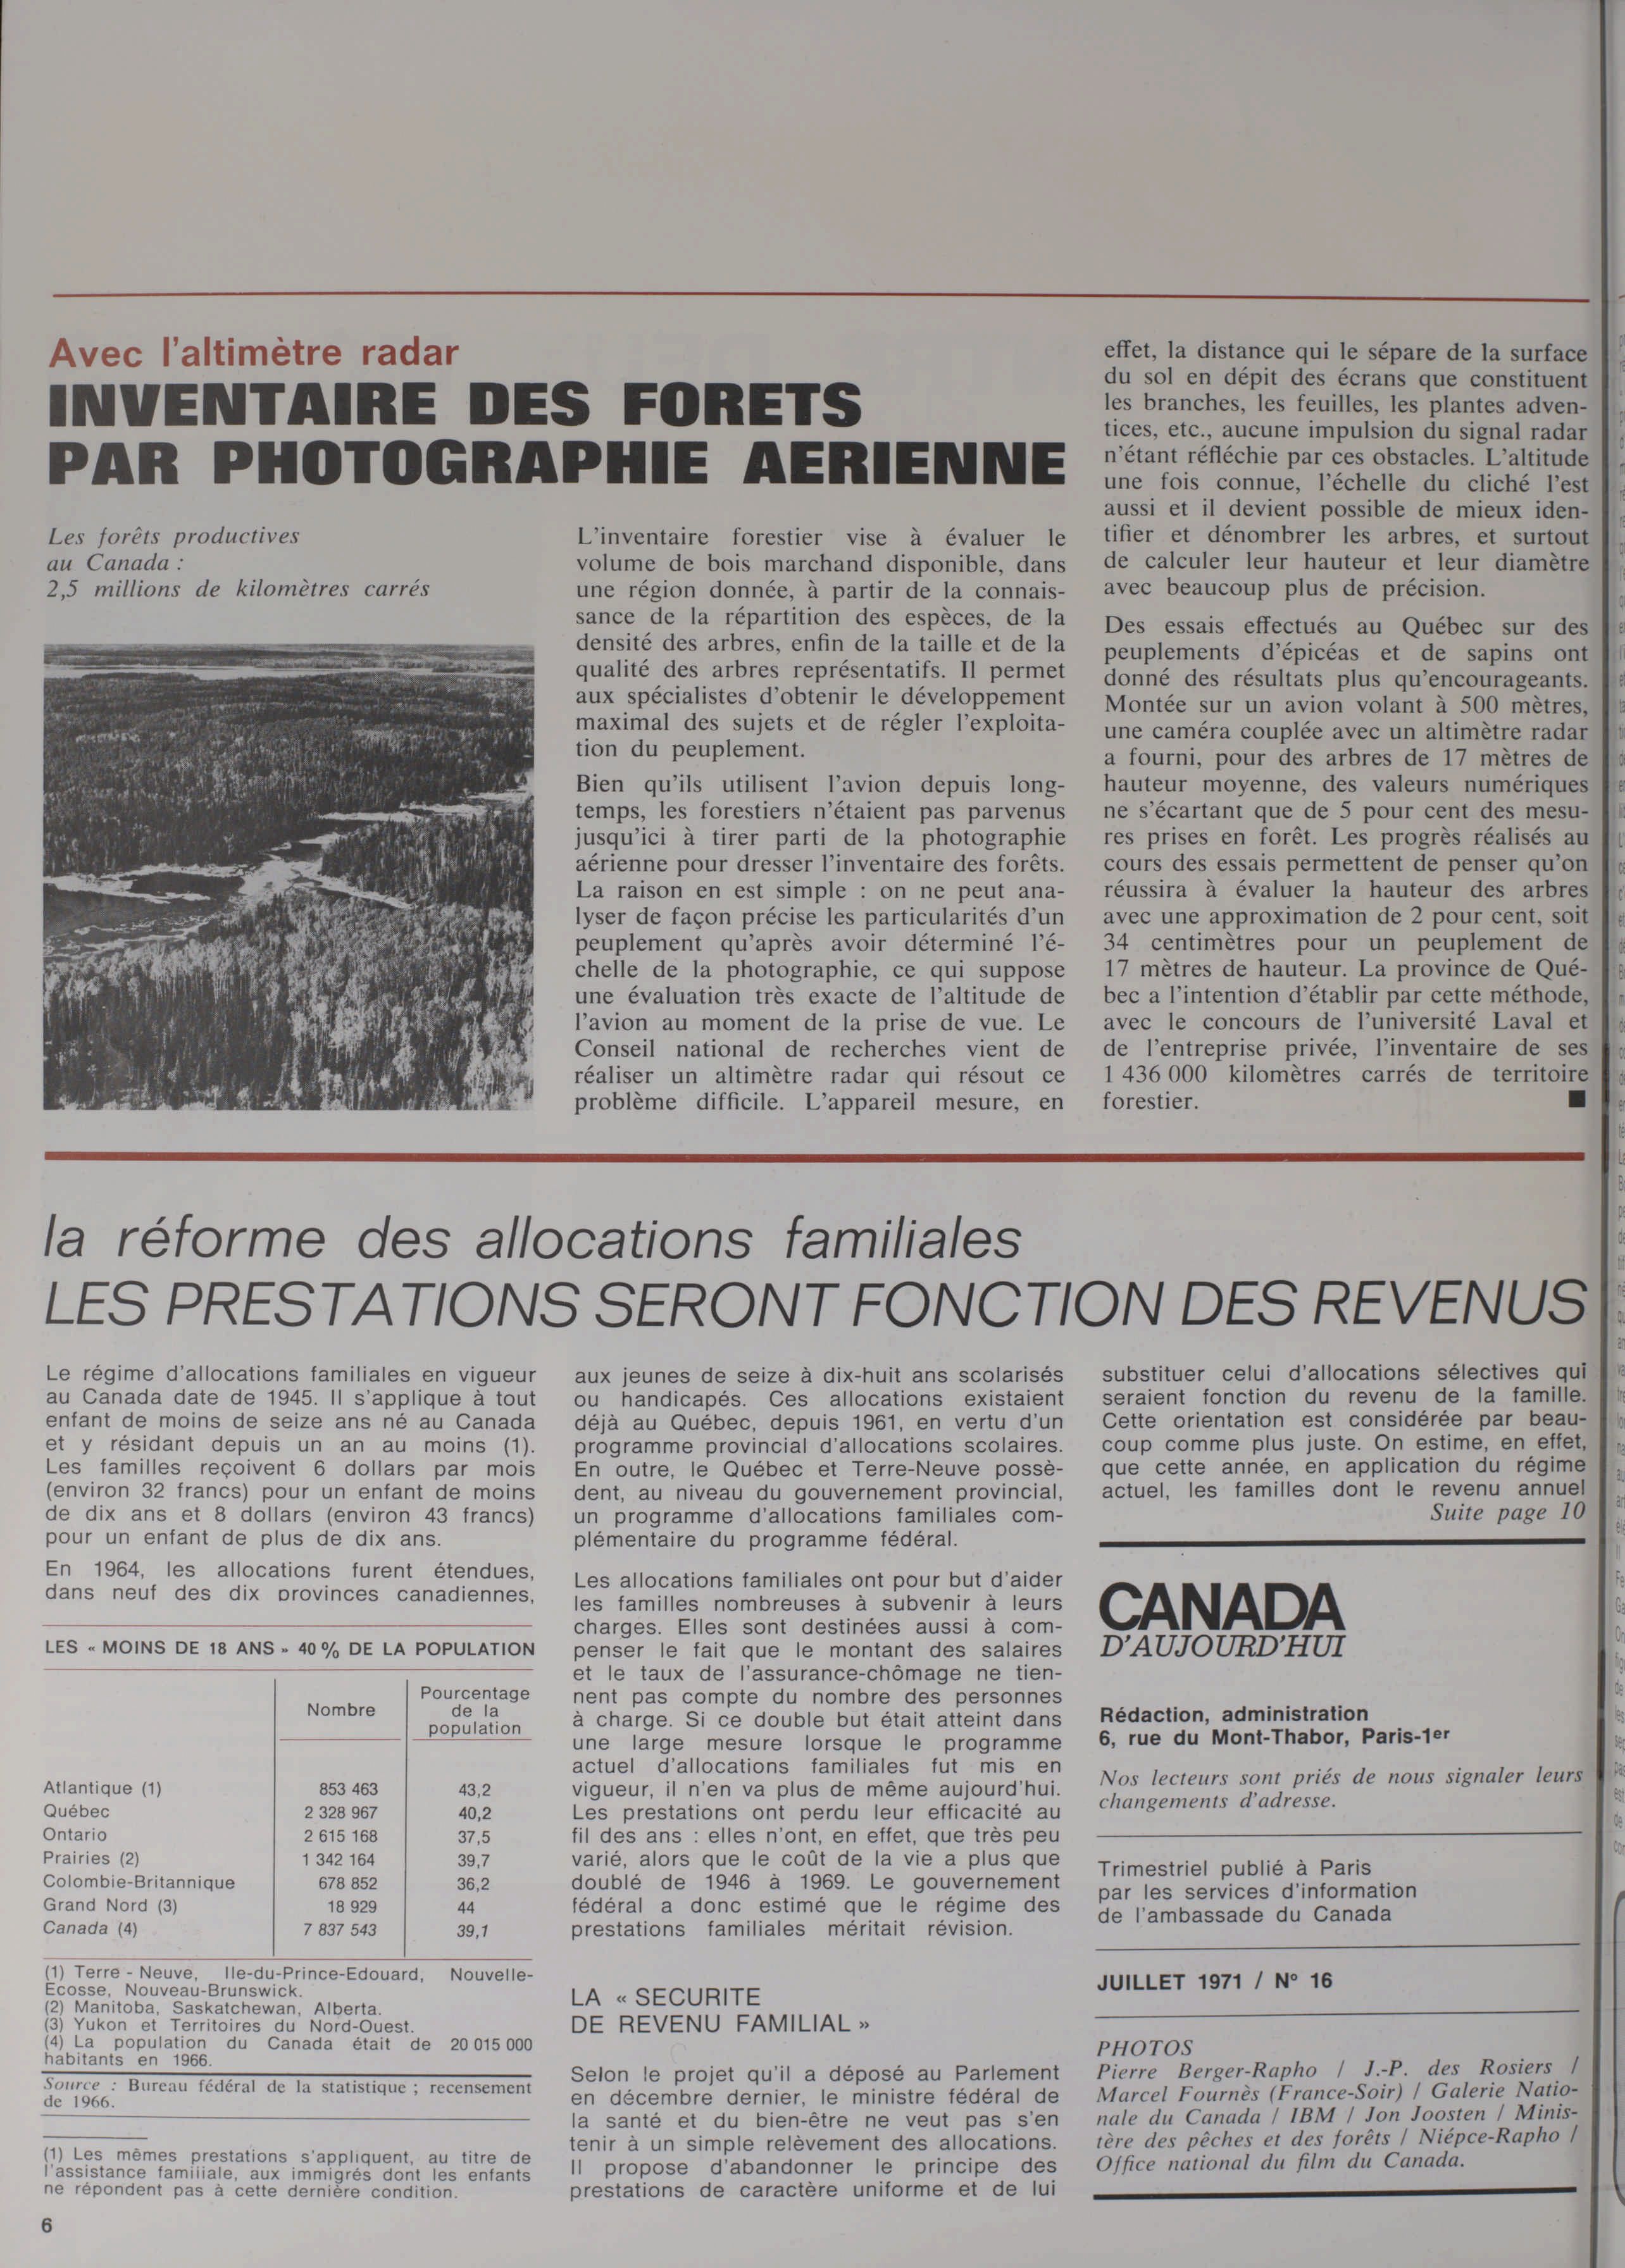 Avec l'altimètre radar
INVENTAIRE DES FORETS
PAR PHOTOGRAPHIE AERIENNE
Les forêts productives
au Canada :
2,5 millions de kilomètres carrés
L'inventaire forestier vise à évaluer le
volume de bois marchand disponible, dans
une région donnée, à partir de la connais-
sance de la répartition des espèces, de la
densité des arbres, enfin de la taille et de la
qualité des arbres représentatifs. Il permet
aux spécialistes d'obtenir le développement
maximal des sujets et de régler l'exploita-
tion du peuplement.
Bien qu'ils utilisent l'avion depuis long-
temps, les forestiers n'étaient pas parvenus
jusqu'ici à tirer parti de la photographie
aérienne pour dresser l'inventaire des forêts.
La raison en est simple : on ne peut ana-
lyser de façon précise les particularités d'un
peuplement qu'après avoir déterminé l'é-
chelle de la photographie, ce qui suppose
une évaluation très exacte de l'altitude de
l'avion au moment de la prise de vue. Le
Conseil national de recherches vient de
réaliser un altimètre radar qui résout ce
problème difficile. L'appareil mesure, en
effet, la distance qui le sépare de la surface
du sol en dépit des écrans que constituent
les branches, les feuilles, les plantes adven-
tices, etc., aucune impulsion du signal radar
n'étant réfléchie par ces obstacles. L'altitude
une fois connue, l'échelle du cliché l'est
aussi et il devient possible de mieux iden-
tifier et dénombrer les arbres, et surtout
de calculer leur hauteur et leur diamètre
avec beaucoup plus de précision.
Des essais effectués au Québec sur des
peuplements d'épicéas et de sapins ont
donné des résultats plus qu'encourageants.
Montée sur un avion volant à 500 mètres,
une caméra couplée avec un altimètre radar
a fourni, pour des arbres de 17 mètres de
hauteur moyenne, des valeurs numériques
ne s'écartant que de 5 pour cent des mesu-
res prises en forêt. Les progrès réalisés au
cours des essais permettent de penser qu'on
réussira à évaluer la hauteur des arbres
avec une approximation de 2 pour cent, soit
34 centimètres pour un peuplement de
17 mètres de hauteur. La province de Qué-
bec a l'intention d'établir par cette méthode,
avec le concours de l'université Laval et
de l'entreprise privée, l'inventaire de ses
1 436 000 kilomètres carrés de territoire
forestier. ■
la réforme des allocations familiales
LES PRESTATIONS SERONT FONCTION DES REVENUS
Le régime d'allocations familiales en vigueur
au Canada date de 1945. Il s'applique à tout
enfant de moins de seize ans né au Canada
et y résidant depuis un an au moins (1).
Les familles reçoivent 6 dollars par mois
(environ 32 francs) pour un enfant de moins
de dix ans et 8 dollars (environ 43 francs)
pour un enfant de plus de dix ans.
En 1964, les allocations furent étendues,
dans neuf des dix provinces canadiennes,
LES « MOINS DE 18 ANS » 40 % DE LA POPULATION
Nombre
Pourcentage
de la
population
Atlantique (1) 853 463 43,2
Québec 2 328 967 40,2
Ontario 2 615 168 37,5
Prairies (2) 1 342 164 39,7
Colombie-Britannique 678 852 36,2
Grand Nord (3) 18 929 44
Canada (4) 7 837 543 39,1
(1) Terre - Neuve, Ile-du-Prince-Edouard, Nouvelle-
Ecosse, Nouveau-Brunswick.
(2) Manitoba, Saskatchewan, Alberta.
(3) Yukon et Territoires du Nord-Ouest.
(4) La population du Canada était de 20 015 000
habitants en 1966.
Source : Bureau fédéral de la statistique ; recensement
de 1966.
(1) Les mêmes prestations s'appliquent, au titre de
l'assistance familiale, aux immigrés dont les enfants
ne répondent pas à cette dernière condition.
6
aux jeunes de seize à dix-huit ans scolarisés
ou handicapés. Ces allocations existaient
déjà au Québec, depuis 1961, en vertu d'un
programme provincial d'allocations scolaires.
En outre, le Québec et Terre-Neuve possè-
dent, au niveau du gouvernement provincial,
un programme d'allocations familiales com-
plémentaire du programme fédéral.
Les allocations familiales ont pour but d'aider
les familles nombreuses à subvenir à leurs
charges. Elles sont destinées aussi à com-
penser le fait que le montant des salaires
et le taux de l'assurance-chômage ne tien-
nent pas compte du nombre des personnes
à charge. Si ce double but était atteint dans
une large mesure lorsque le programme
actuel d'allocations familiales fut mis en
vigueur, il n'en va plus de même aujourd'hui.
Les prestations ont perdu leur efficacité au
fil des ans : elles n'ont, en effet, que très peu
varié, alors que le coût de la vie a plus que
doublé de 1946 à 1969. Le gouvernement
fédéral a donc estimé que le régime des
prestations familiales méritait révision.
LA « SECURITE
DE REVENU FAMILIAL »
Selon le projet qu'il a déposé au Parlement
en décembre dernier, le ministre fédéral de
la santé et du bien-être ne veut pas s'en
tenir à un simple relèvement des allocations.
Il propose d'abandonner le principe des
prestations de caractère uniforme et de lui
substituer celui d'allocations sélectives qui
seraient fonction du revenu de la famille.
Cette orientation est considérée par beau-
coup comme plus juste. On estime, en effet,
que cette année, en application du régime
actuel, les familles dont le revenu annuel
Suite page 10
CANADA
D'AUJOURD'HUI
Rédaction, administration
6, rue du Mont-Thabor, Paris-1er
Nos lecteurs sont priés de nous signaler leurs
changements d'adresse.
Trimestriel publié à Paris
par les services d'information
de l'ambassade du Canada
JUILLET 1971 / N° 16
PHOTOS
Pierre Berger-Rapho / J.-P. des Rosiers /
Marcel Fournès (France-Soir) / Galerie Natio-
nale du Canada / IBM / Jon Joosten / Minis-
tère des pêches et des forêts / Niépce-Rapho /
Office national du film du Canada.